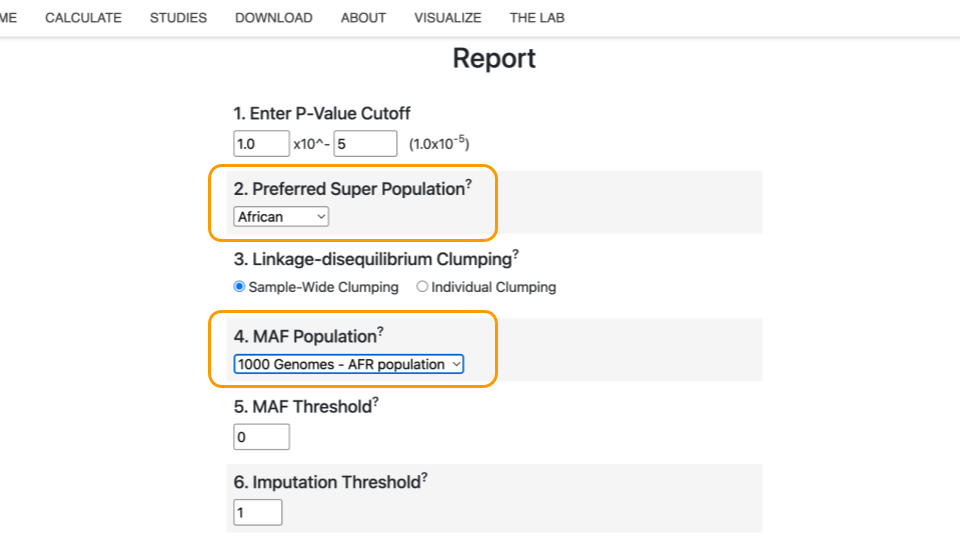 ME CALCULATE STUDIES DOWNLOAD ABOUT VISUALIZE THE LAB
Report
1. Enter P-Value Cutoff
1.0 x10^- 5 (1.0x10⁻⁵)
2. Preferred Super Population?
African
3. Linkage-disequilibrium Clumping?
Sample-Wide Clumping Individual Clumping
4. MAF Population?
1000 Genomes - AFR population
5. MAF Threshold?
0
6. Imputation Threshold?
1